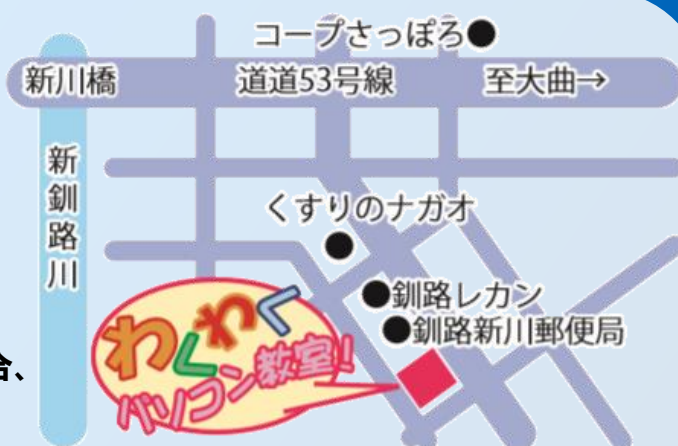 コープさっぽろ●
新川橋
道道53号線
至大曲→
新釧路川
くすりのナガオ
●
●釧路レカン
●釧路新川郵便局
わくわく
パソコン教室!
合、